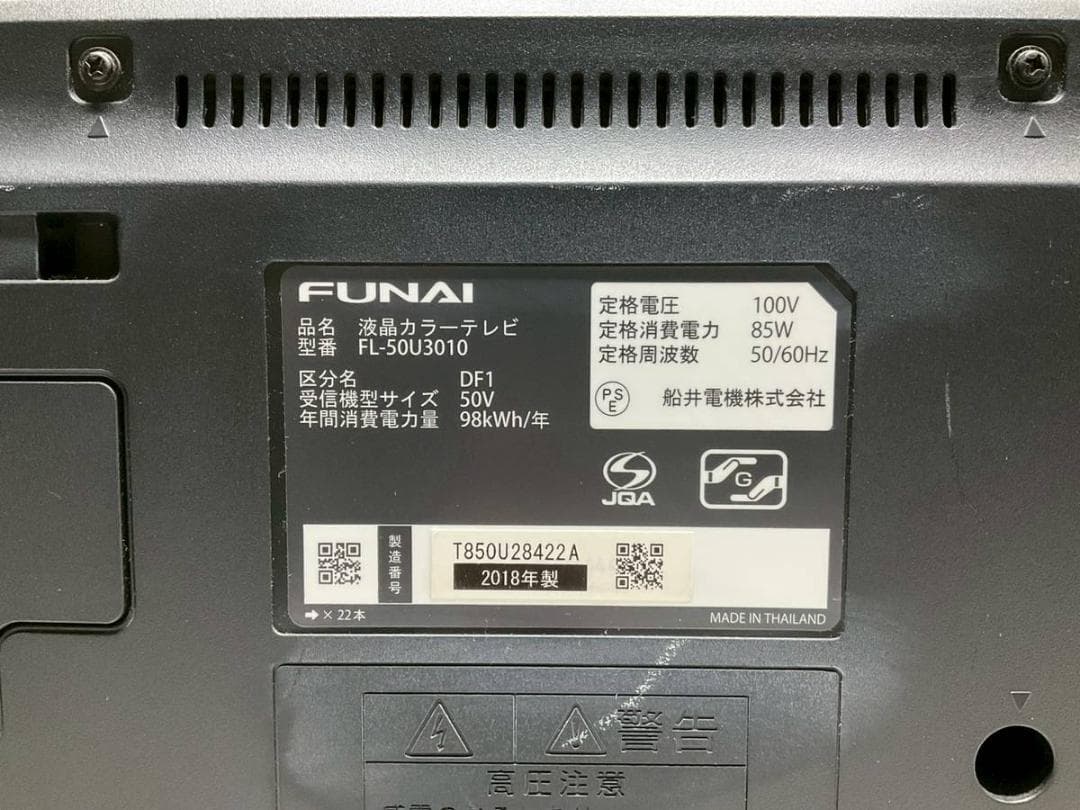 FUNAI
品名 液晶カラーテレビ
型番 FL-50U3010
区分名 DF1
受信機型サイズ 50V
年間消費電力量 98kWh/年
定格電圧 100V
定格消費電力 85W
定格周波数 50/60Hz
PSE 船井電機株式会社
JQA
G
製造番号
T850U28422A
2018年製
➡× 22本
MADE IN THAILAND
警告
高圧注意